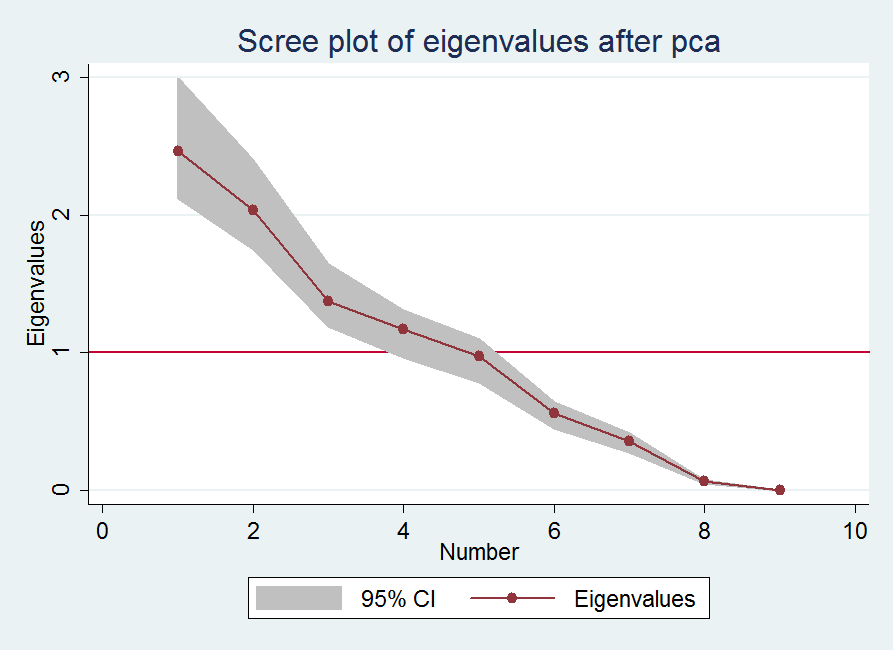 Scree plot of eigenvalues after pca
3
2
1
0
Eigenvalues
0 2 4 6 8 10
Number
95% CI Eigenvalues